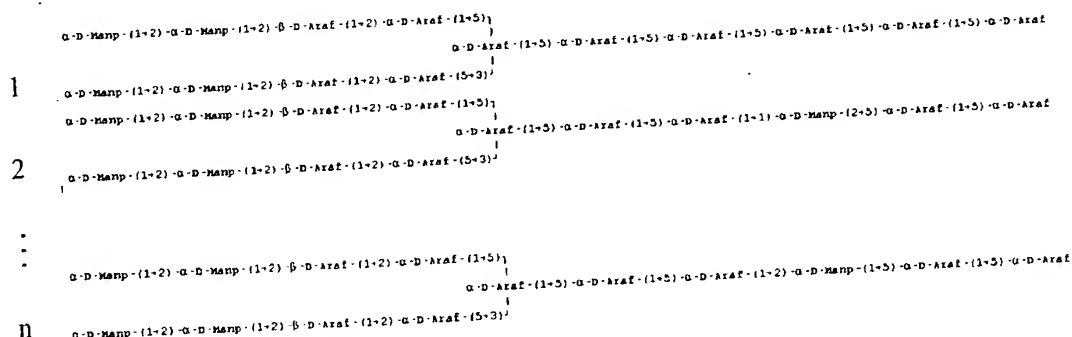 α-D-Manp-(1→2)-α-D-Manp-(1→2)-β-D-Araf-(1→2)-α-D-Araf-(1→5)
α-D-Araf-(1→5)-α-D-Araf-(1→5)-α-D-Araf-(1→5)-α-D-Araf-(1→5)-α-D-Araf-(1→5)-α-D-Araf
1 α-D-Manp-(1→2)-α-D-Manp-(1→2)-β-D-Araf-(1→2)-α-D-Araf-(5→3)
α-D-Manp-(1→2)-α-D-Manp-(1→2)-β-D-Araf-(1→2)-α-D-Araf-(1→5)
α-D-Araf-(1→5)-α-D-Araf-(1→5)-α-D-Araf-(1→1)-α-D-Manp-(2→5)-α-D-Araf-(1→5)-α-D-Araf
2 α-D-Manp-(1→2)-α-D-Manp-(1→2)-β-D-Araf-(1→2)-α-D-Araf-(5→3)
α-D-Manp-(1→2)-α-D-Manp-(1→2)-β-D-Araf-(1→2)-α-D-Araf-(1→5)
α-D-Araf-(1→5)-α-D-Araf-(1→5)-α-D-Araf-(1→2)-α-D-Manp-(1→5)-α-D-Araf-(1→5)-α-D-Araf
n α-D-Manp-(1→2)-α-D-Manp-(1→2)-β-D-Araf-(1→2)-α-D-Araf-(5→3)